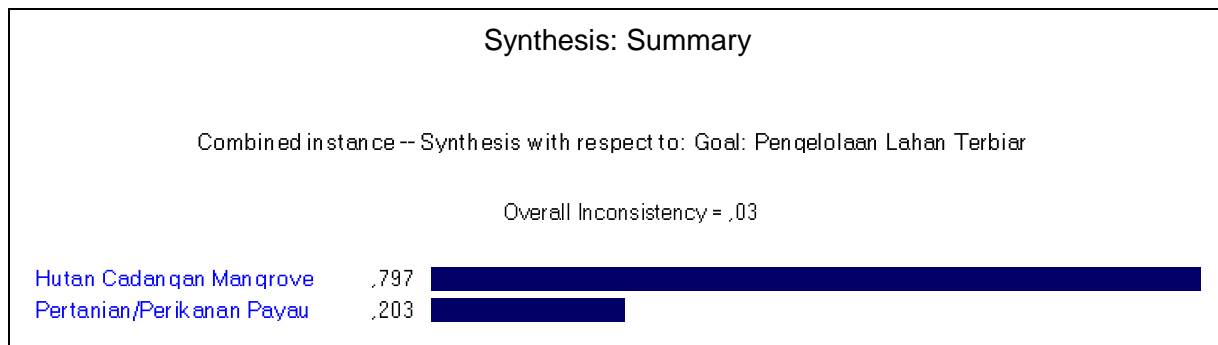 Synthesis: Summary
Combined instance -- Synthesis with respect to: Goal: Pengelolaan Lahan Terbiar
Overall Inconsistency = ,03
Hutan Cadangan Mangrove ,797
Pertanian/Perikanan Payau ,203